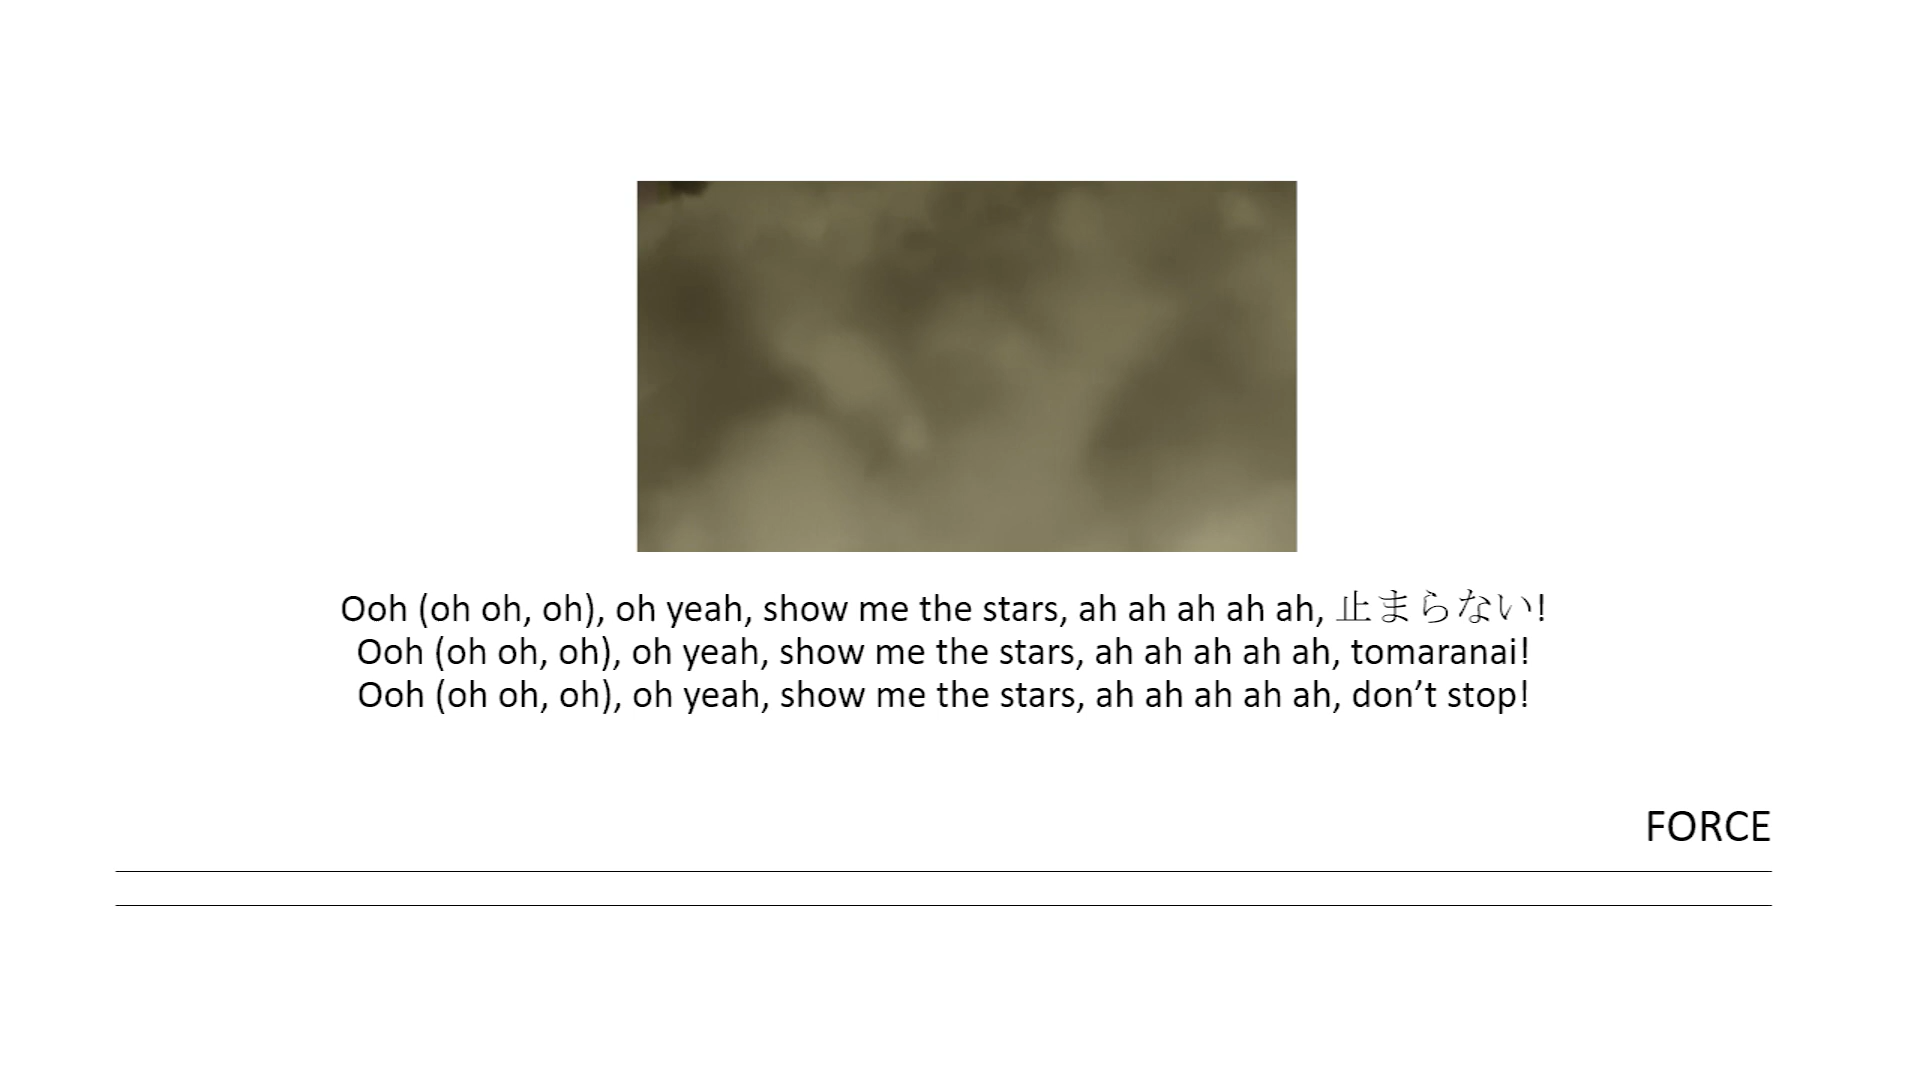 Ooh (oh oh, oh), oh yeah, show me the stars, ah ah ah ah ah, 止まらない!
Ooh (oh oh, oh), oh yeah, show me the stars, ah ah ah ah ah, tomaranai!
Ooh (oh oh, oh), oh yeah, show me the stars, ah ah ah ah ah, don’t stop!
FORCE